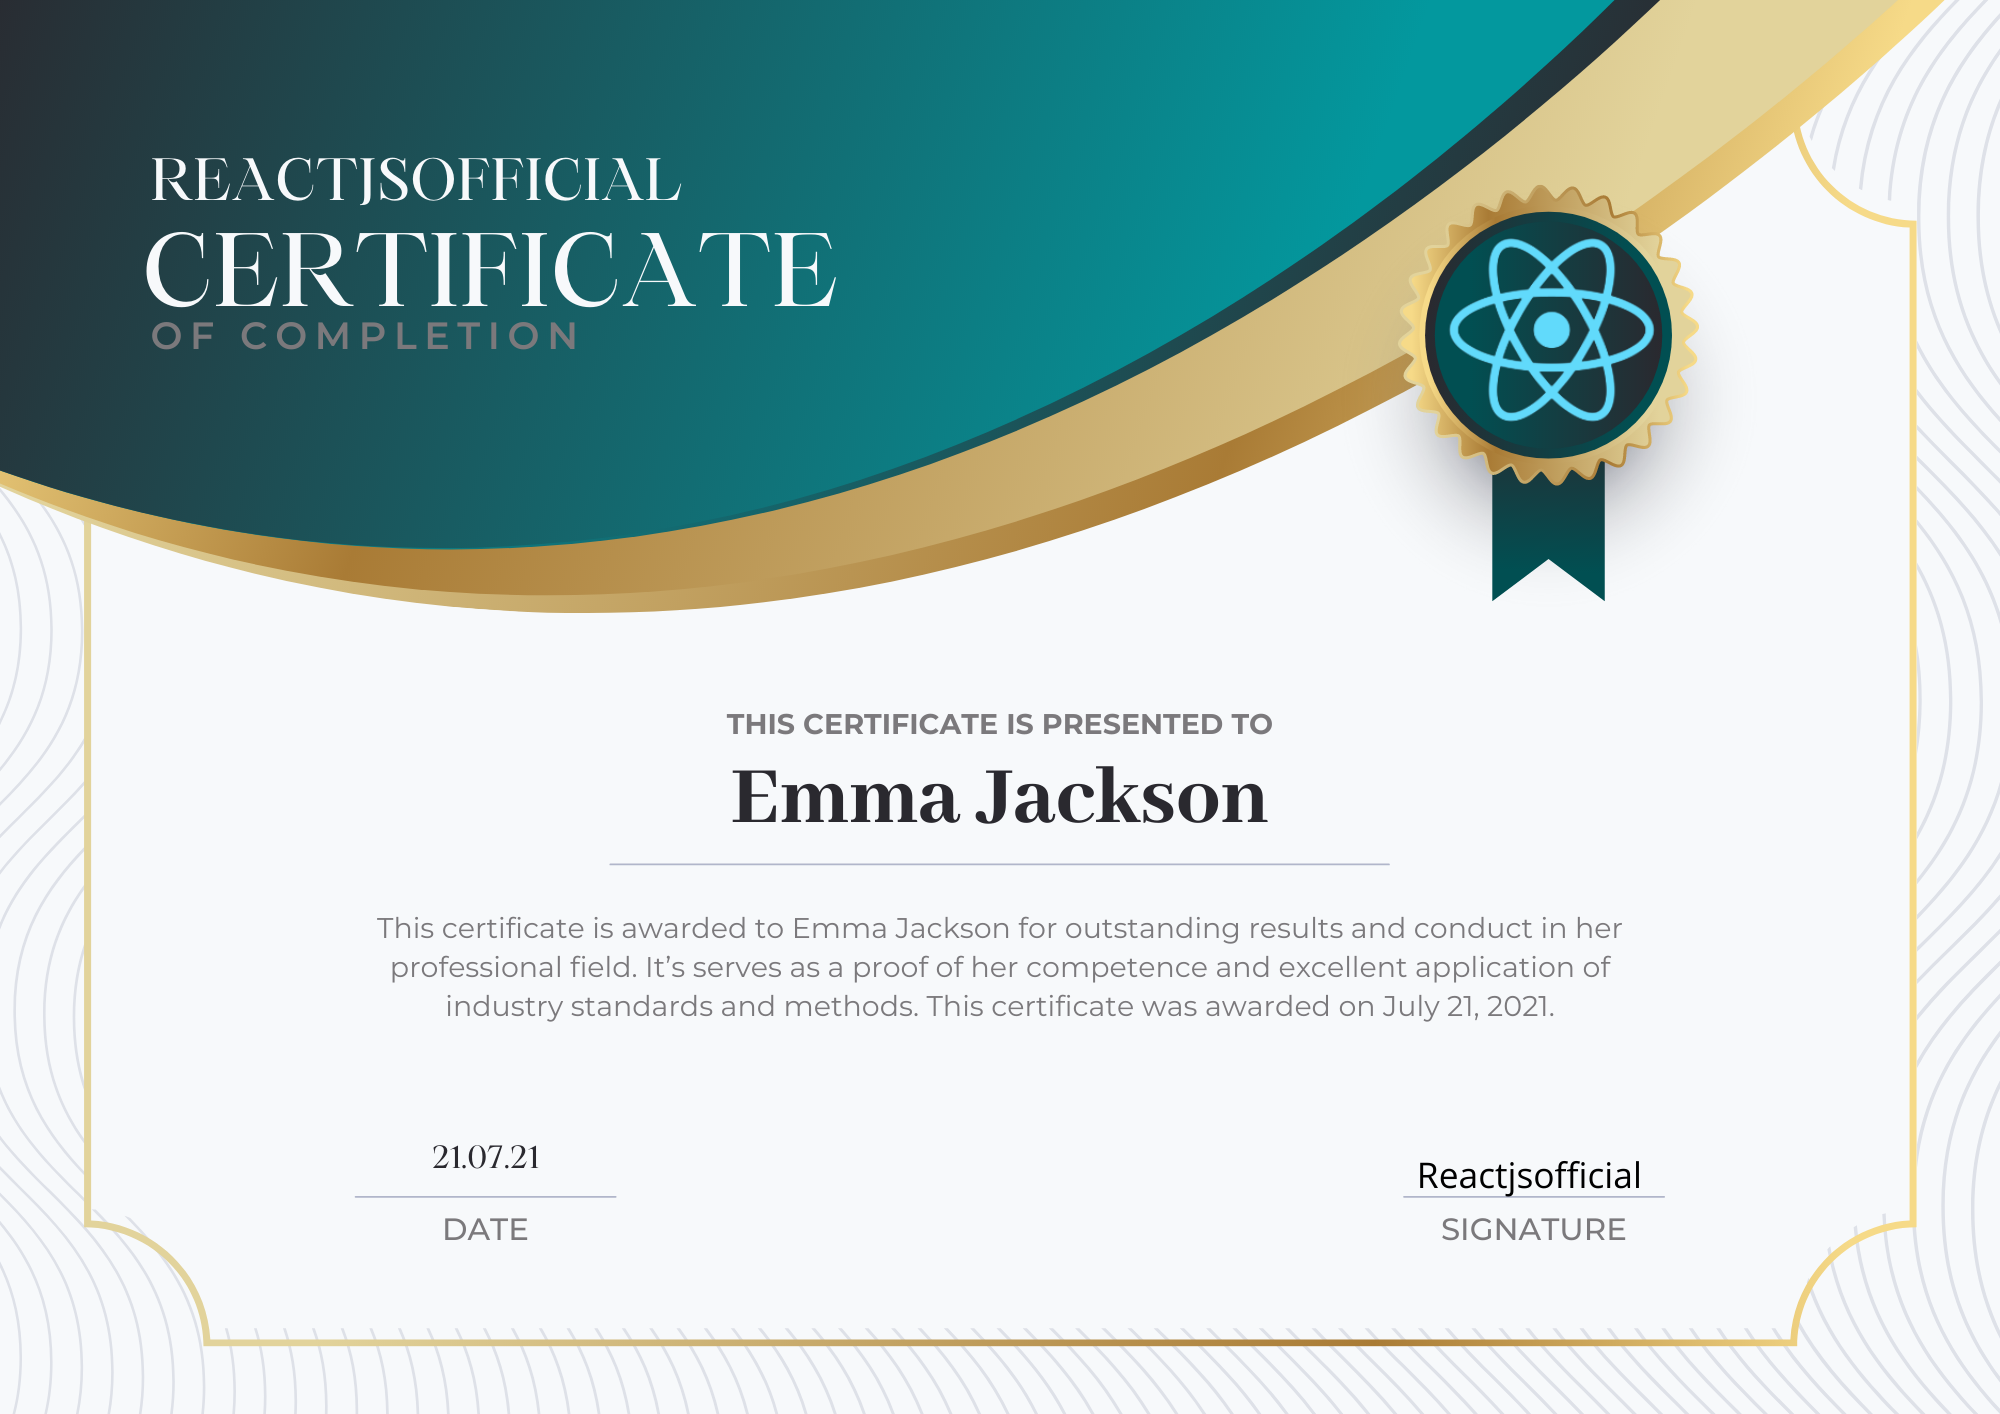 REACTJSOFFICIAL
CERTIFICATE
OF COMPLETION
THIS CERTIFICATE IS PRESENTED TO
Emma Jackson
This certificate is awarded to Emma Jackson for outstanding results and conduct in her
professional field. It’s serves as a proof of her competence and excellent application of
industry standards and methods. This certificate was awarded on July 21, 2021.
21.07.21
DATE
Reactjsofficial
SIGNATURE